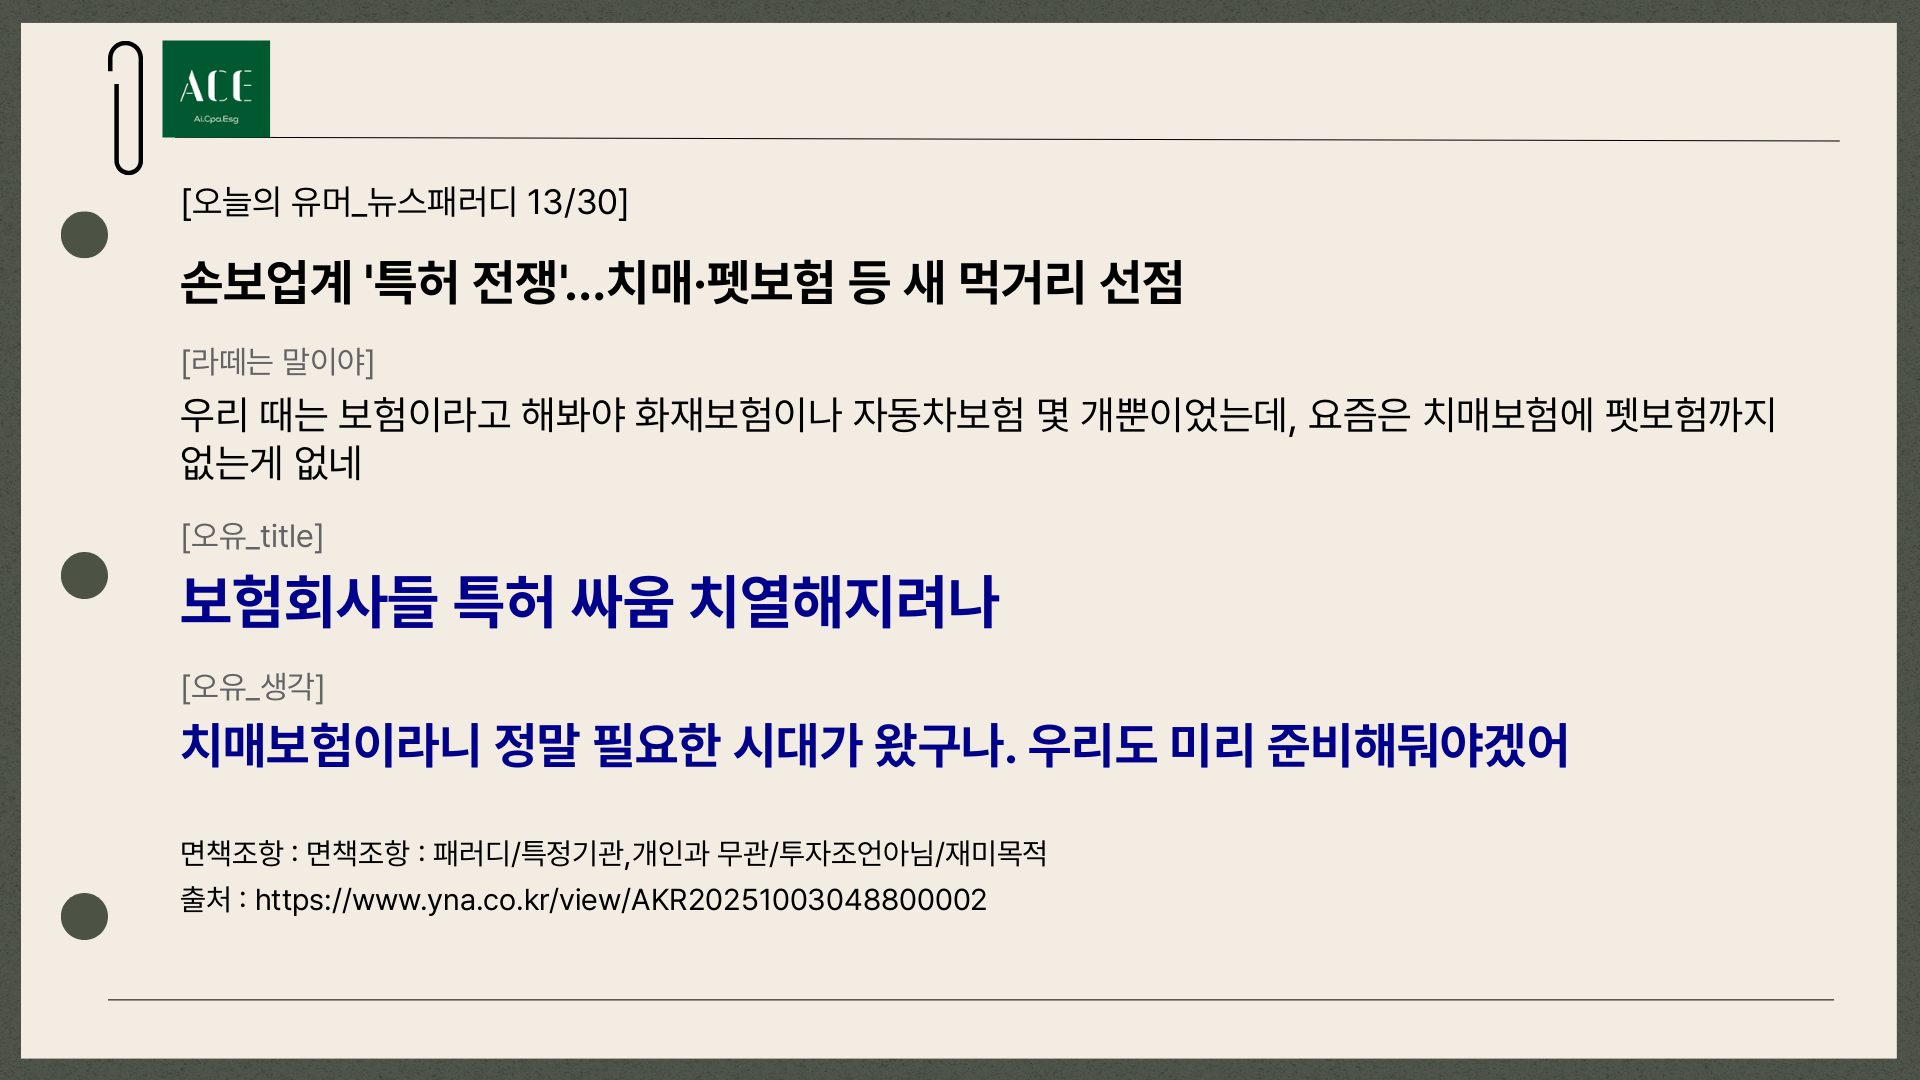 ACE
Ai.Cpa.Esg
[오늘의 유머_뉴스패러디 13/30]
손보업계 '특허 전쟁'...치매·펫보험 등 새 먹거리 선점
[라떼는 말이야]
우리 때는 보험이라고 해봐야 화재보험이나 자동차보험 몇 개뿐이었는데, 요즘은 치매보험에 펫보험까지
없는게 없네
[오유_title]
보험회사들 특허 싸움 치열해지려나
[오유_생각]
치매보험이라니 정말 필요한 시대가 왔구나. 우리도 미리 준비해둬야겠어
면책조항 : 면책조항 : 패러디/특정기관,개인과 무관/투자조언아님/재미목적
출처 : https://www.yna.co.kr/view/AKR20251003048800002